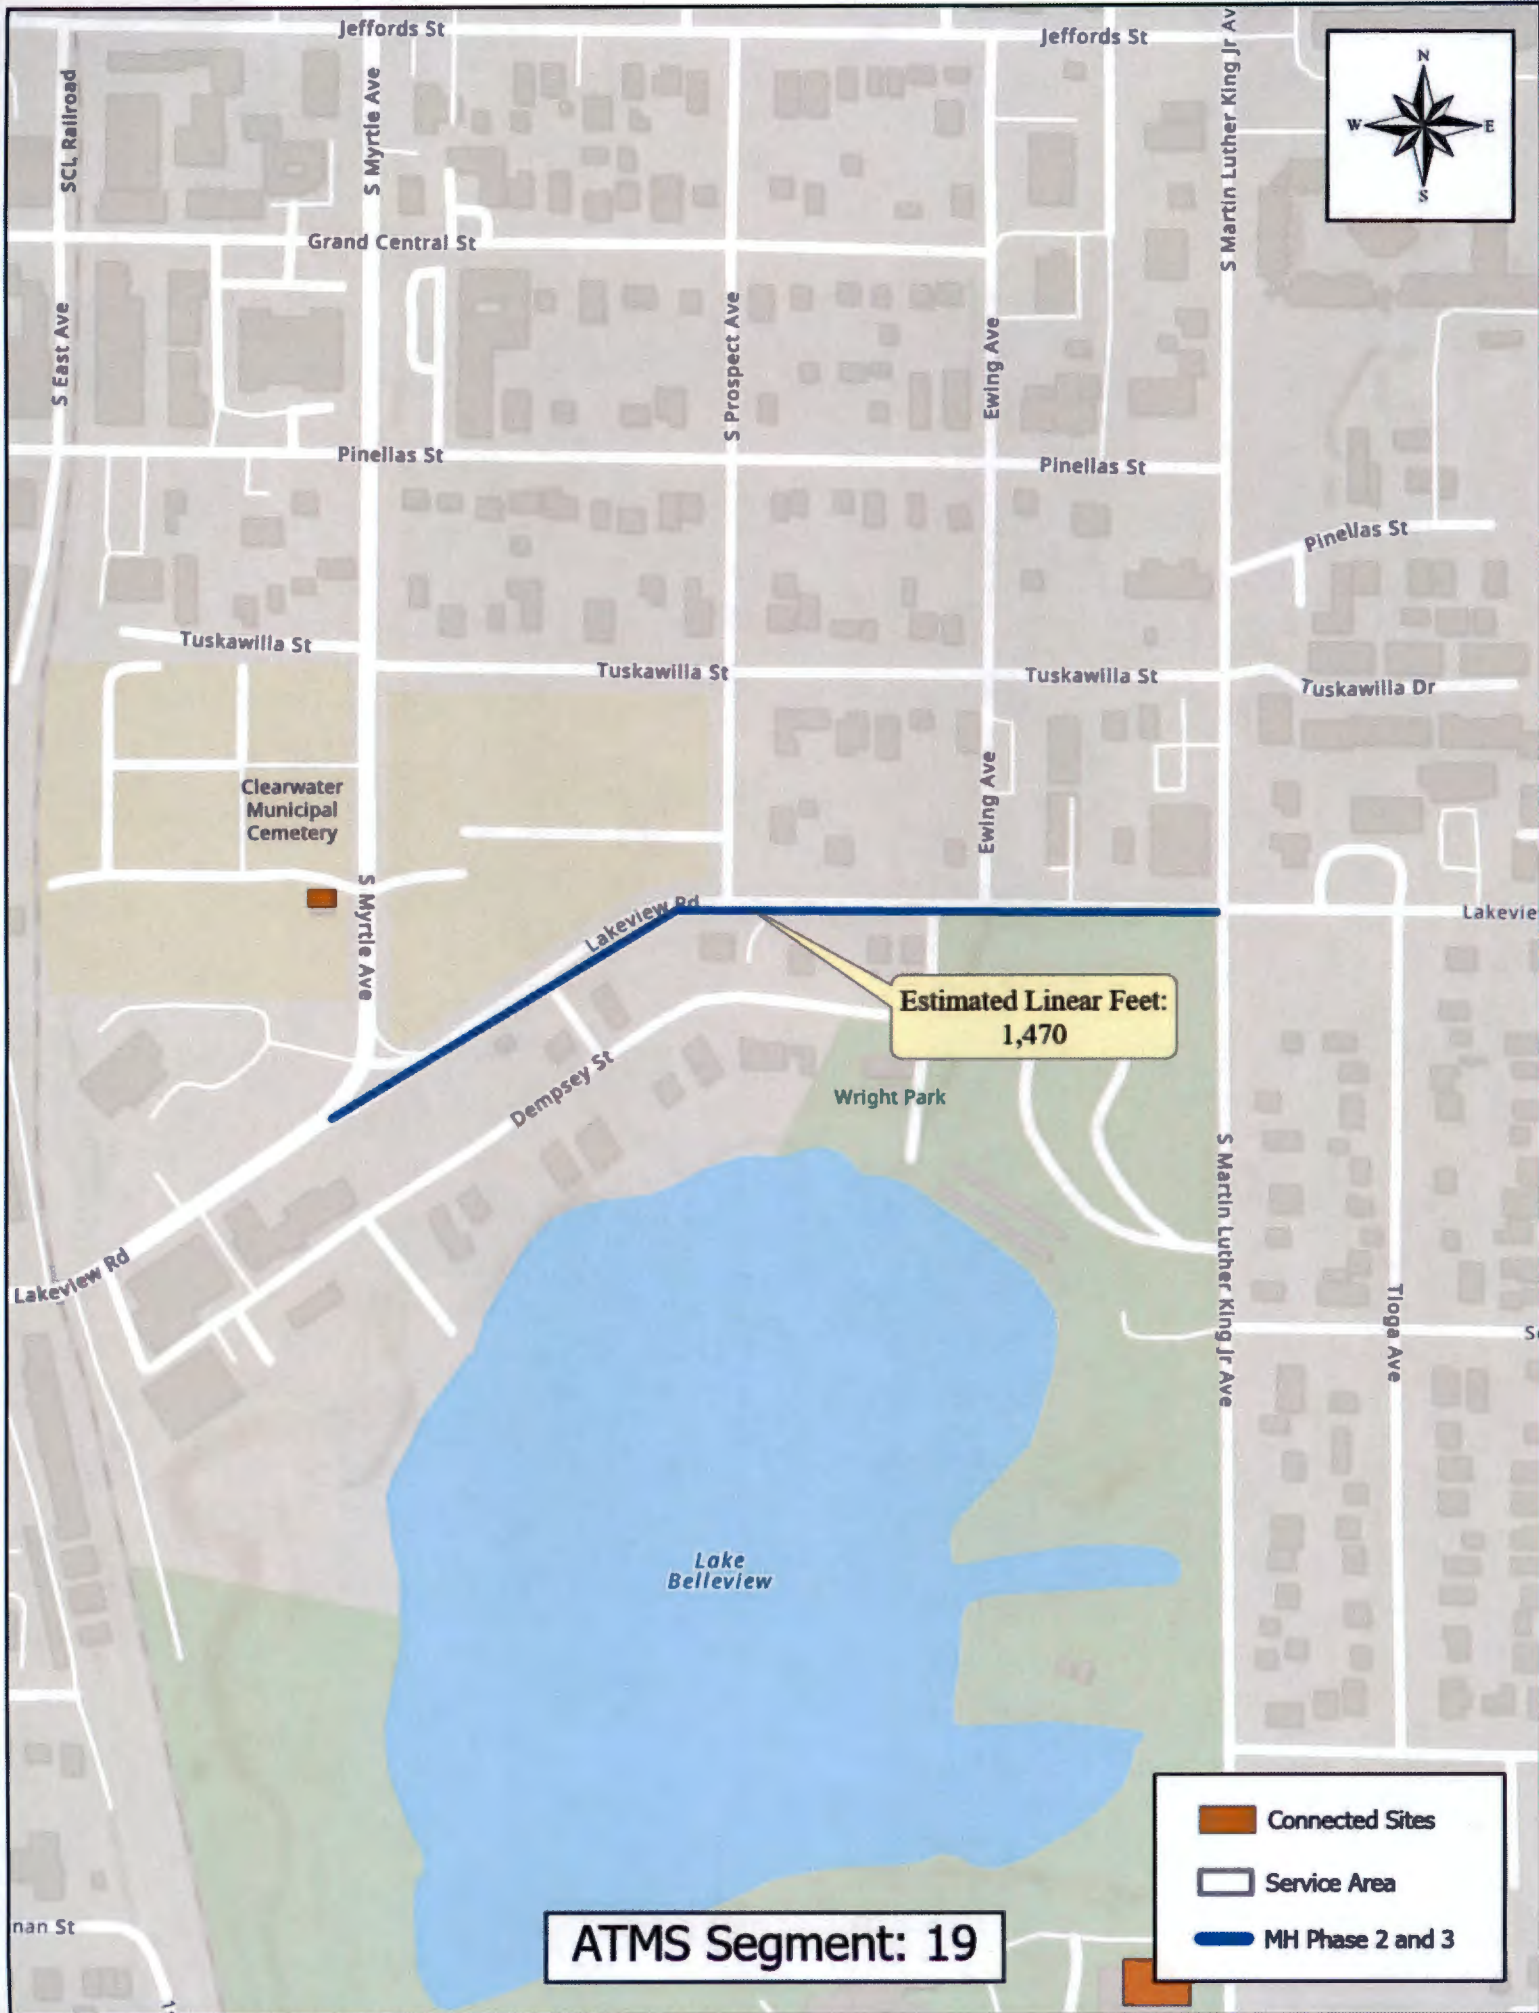 Jeffords St
Jeffords St
N
W
E
S
SCL Railroad
S Myrtle Ave
S Martin Luther King Jr Av
Grand Central St
S East Ave
S Prospect Ave
Ewing Ave
Pinellas St
Pinellas St
Pinellas St
Tuskawilla St
Tuskawilla St
Tuskawilla St
Tuskawilla Dr
Clearwater
Municipal
Cemetery
Ewing Ave
S Myrtle Ave
Lakeview Rd
Lakevie
Estimated Linear Feet:
1,470
Dempsey St
Wright Park
S Martin Luther King Jr Ave
Lakeview Rd
Tioga Ave
S
Lake
Belleview
Connected Sites
Service Area
MH Phase 2 and 3
nan St
ATMS Segment: 19